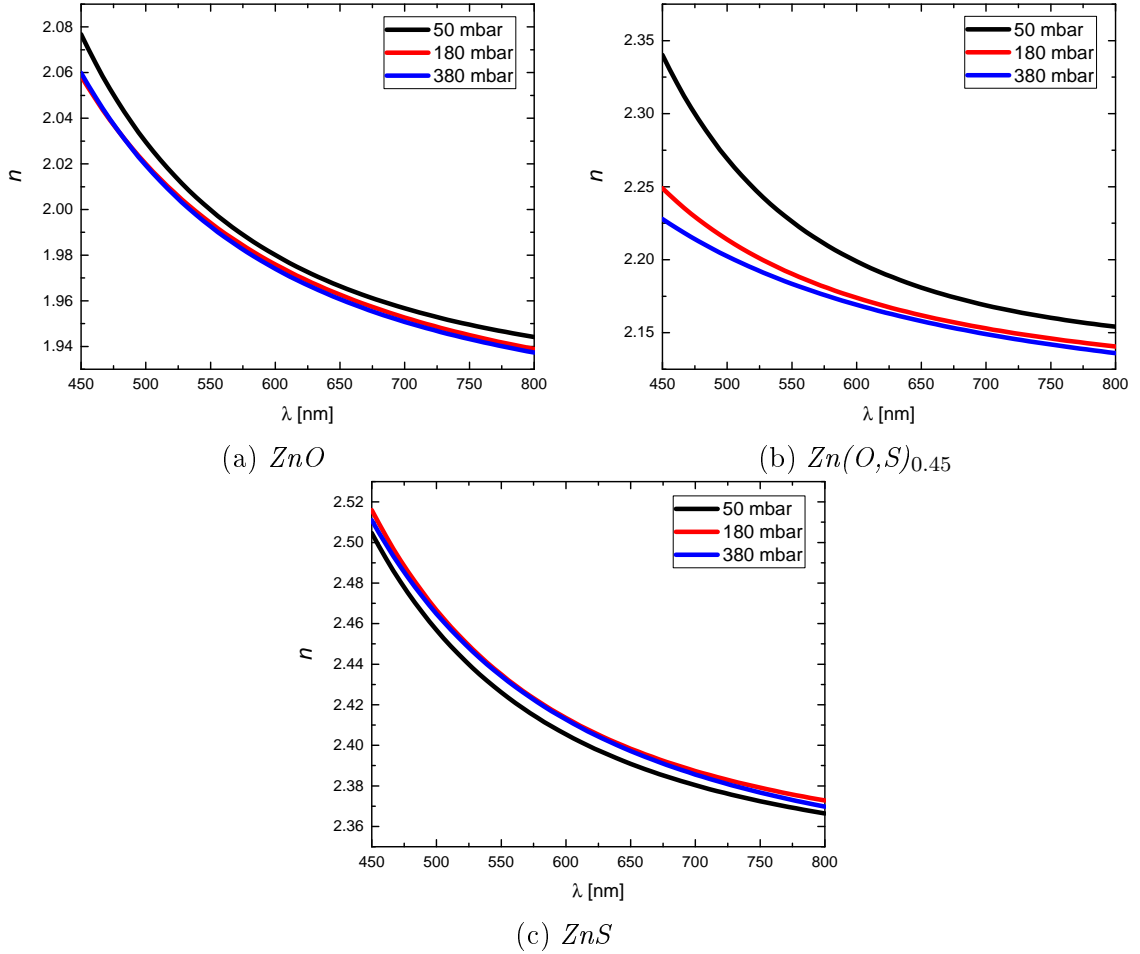 2.08
2.06
2.04
2.02
2.00
1.98
1.96
1.94
n
50 mbar
180 mbar
380 mbar
450 500 550 600 650 700 750 800
λ [nm]
(a) ZnO
2.35
2.30
2.25
2.20
2.15
n
50 mbar
180 mbar
380 mbar
450 500 550 600 650 700 750 800
λ [nm]
(b) Zn(O,S)0.45
2.52
2.50
2.48
2.46
2.44
2.42
2.40
2.38
2.36
n
50 mbar
180 mbar
380 mbar
450 500 550 600 650 700 750 800
λ [nm]
(c) ZnS